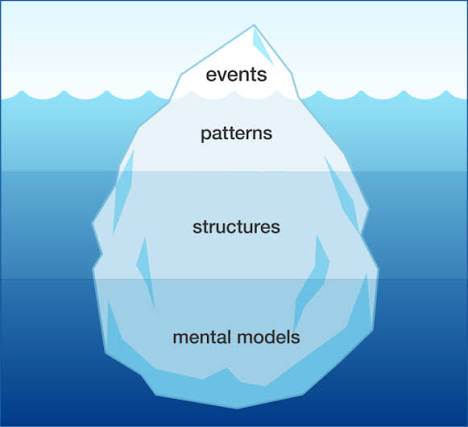 events
patterns
structures
mental models